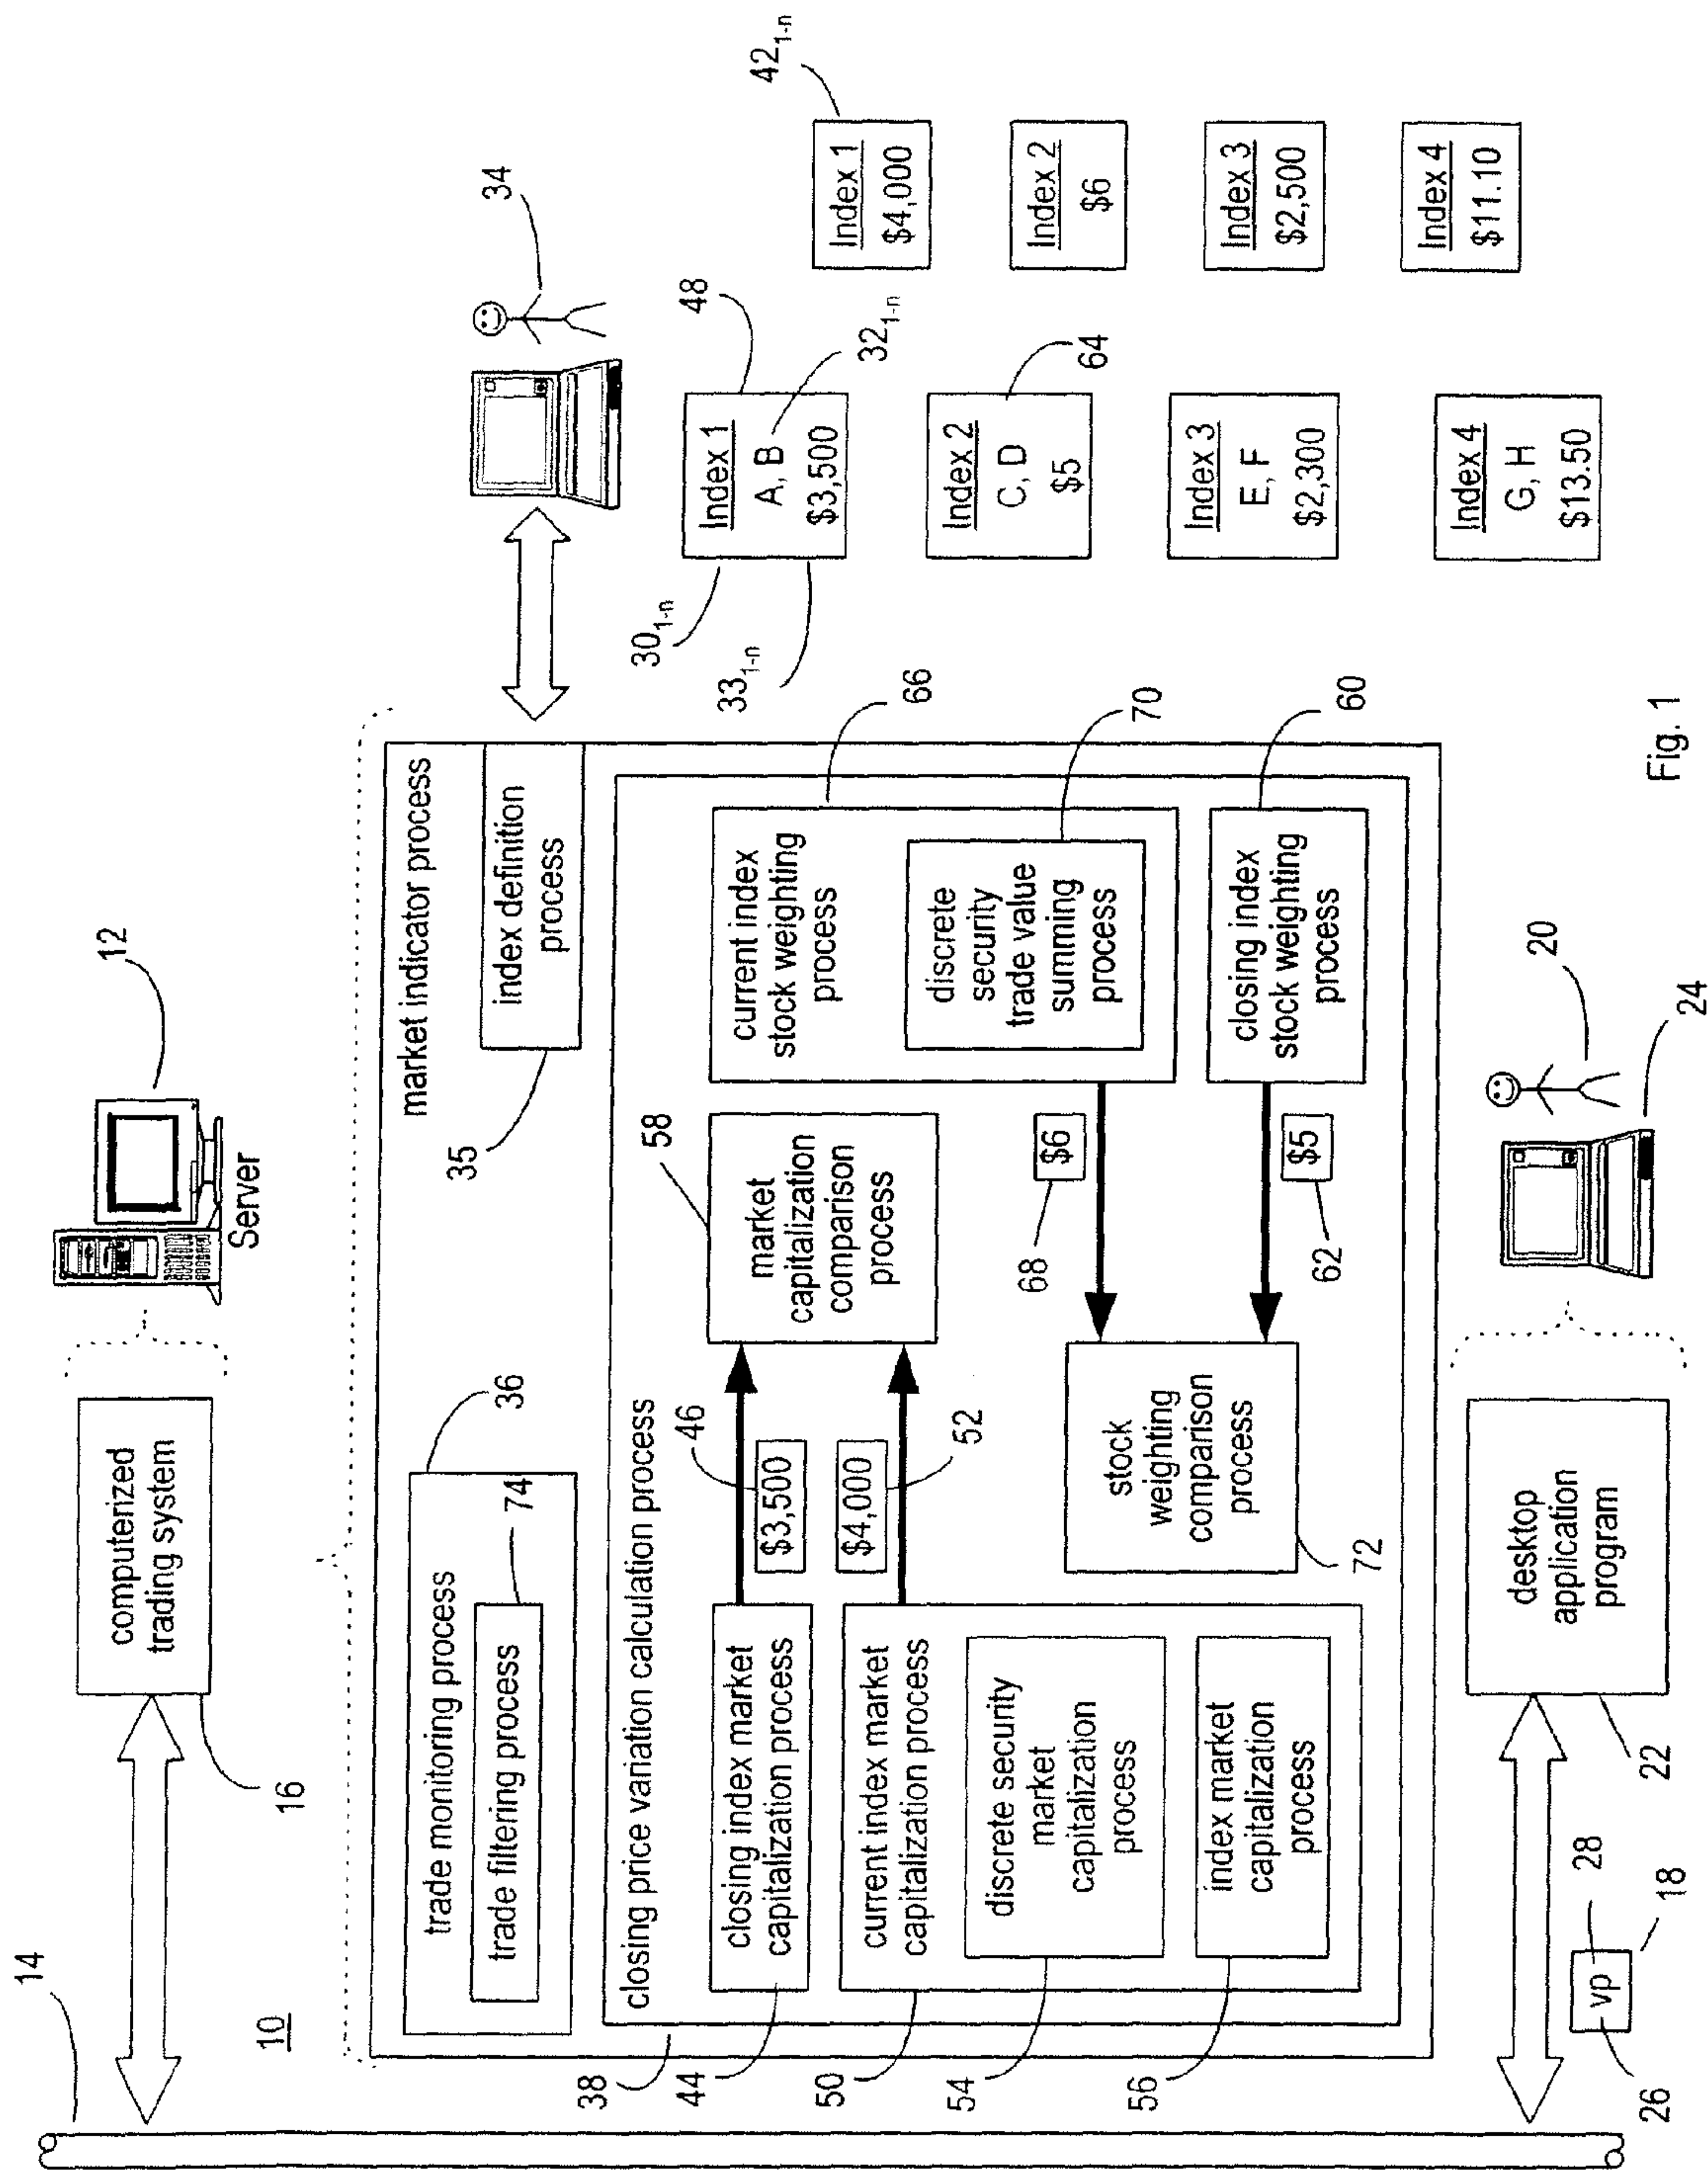 14
12
Server
computerized
trading system
16
10
market indicator process
trade monitoring process
36
trade filtering process
74
index definition
process
35
34
closing price variation calculation process
38
closing index market
capitalization process
44
46
$3,500
current index market
capitalization process
50
$4,000
52
discrete security
market
capitalization
process
54
index market
capitalization
process
56
market
capitalization
comparison
process
58
current index
stock weighting
process
66
discrete
security
trade value
summing
process
70
68
$6
closing index
stock weighting
process
60
62
$5
stock
weighting
comparison
process
72
30 1-n
33 1-n
Index 1
A, B
$3,500
48
32 1-n
Index 2
C, D
$5
64
Index 3
E, F
$2,300
Index 4
G, H
$13.50
Index 1
$4,000
42 1-n
Index 2
$6
Index 3
$2,500
Index 4
$11.10
desktop
application
program
22
20
24
vp
26
28
18
Fig. 1